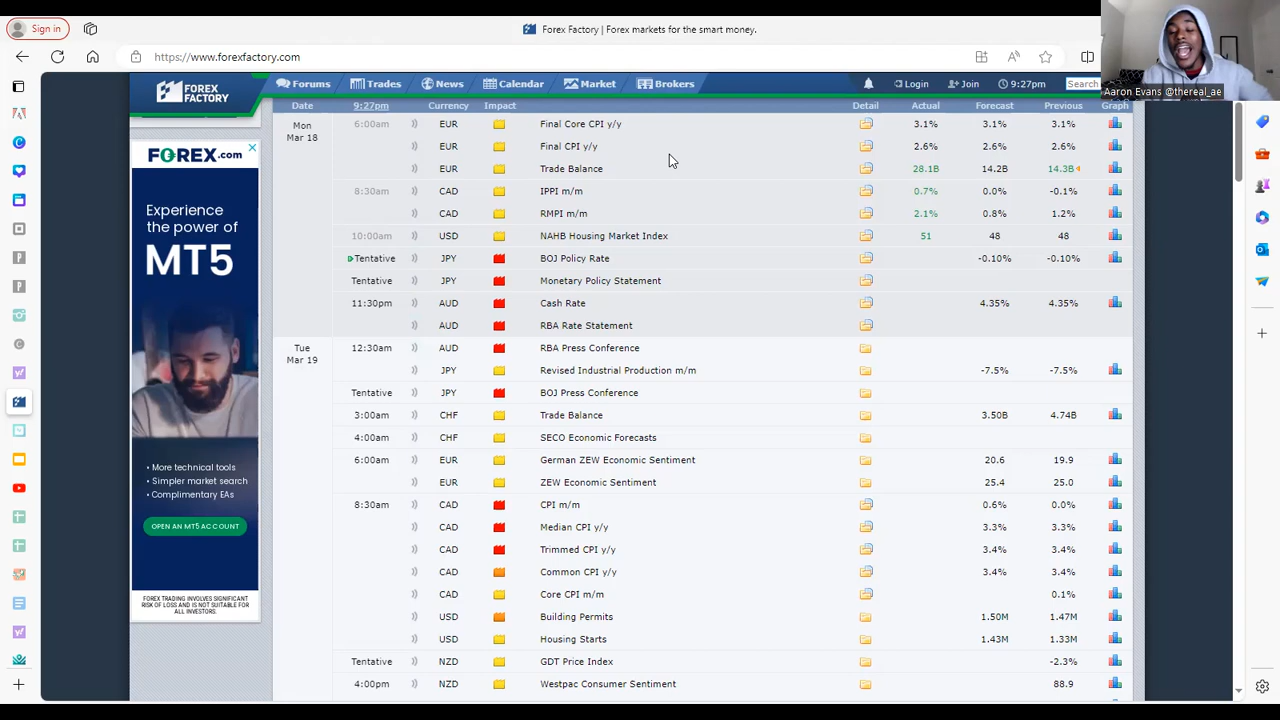 Sign in
Forex Factory | Forex markets for the smart money.
https://www.forexfactory.com
Aaron Evans @thereal_ae
FOREX FACTORY
Forums Trades News Calendar Market Brokers Login Join 9:27pm Search
Date 9:27pm Currency Impact Detail Actual Forecast Previous Graph
Mon Mar 18 6:00am EUR Final Core CPI y/y 3.1% 3.1% 3.1%
EUR Final CPI y/y 2.6% 2.6% 2.6%
EUR Trade Balance 28.1B 14.2B 14.3B
8:30am CAD IPPI m/m 0.7% 0.0% -0.1%
CAD RMPI m/m 2.1% 0.8% 1.2%
10:00am USD NAHB Housing Market Index 51 48 48
Tentative JPY BOJ Policy Rate -0.10% -0.10%
Tentative JPY Monetary Policy Statement
11:30pm AUD Cash Rate 4.35% 4.35%
AUD RBA Rate Statement
Tue Mar 19 12:30am AUD RBA Press Conference
JPY Revised Industrial Production m/m -7.5% -7.5%
Tentative JPY BOJ Press Conference
3:00am CHF Trade Balance 3.50B 4.74B
4:00am CHF SECO Economic Forecasts
6:00am EUR German ZEW Economic Sentiment 20.6 19.9
EUR ZEW Economic Sentiment 25.4 25.0
8:30am CAD CPI m/m 0.6% 0.0%
CAD Median CPI y/y 3.3% 3.3%
CAD Trimmed CPI y/y 3.4% 3.4%
CAD Common CPI y/y 3.4% 3.4%
CAD Core CPI m/m 0.1%
USD Building Permits 1.50M 1.47M
USD Housing Starts 1.43M 1.33M
Tentative NZD GDT Price Index -2.3%
4:00pm NZD Westpac Consumer Sentiment 88.9
FOREX.com
Experience
the power of
MT5
• More technical tools
• Simpler market search
• Complimentary EAs
OPEN AN MT5 ACCOUNT
FOREX TRADING INVOLVES SIGNIFICANT
RISK OF LOSS AND IS NOT SUITABLE FOR
ALL INVESTORS.